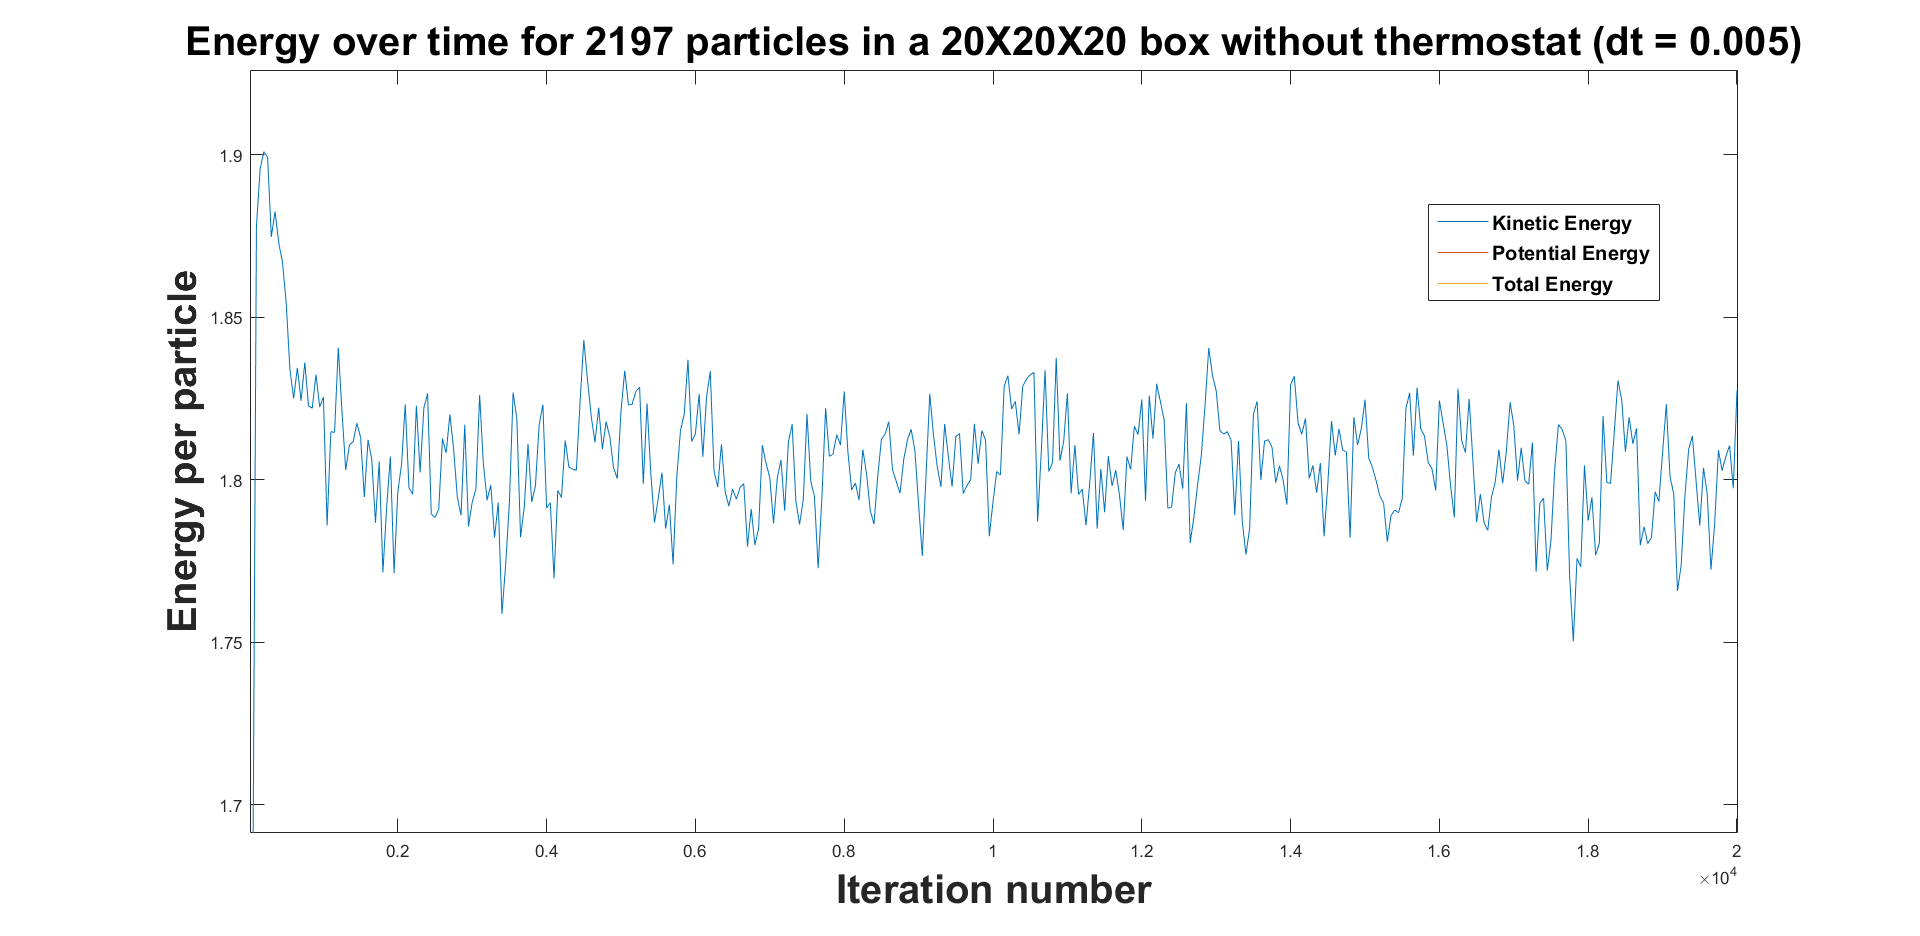 Energy over time for 2197 particles in a 20X20X20 box without thermostat (dt = 0.005)
Energy per particle
1.9
1.85
1.8
1.75
1.7
Kinetic Energy
Potential Energy
Total Energy
0.2 0.4 0.6 0.8 1 1.2 1.4 1.6 1.8 2
×10⁴
Iteration number